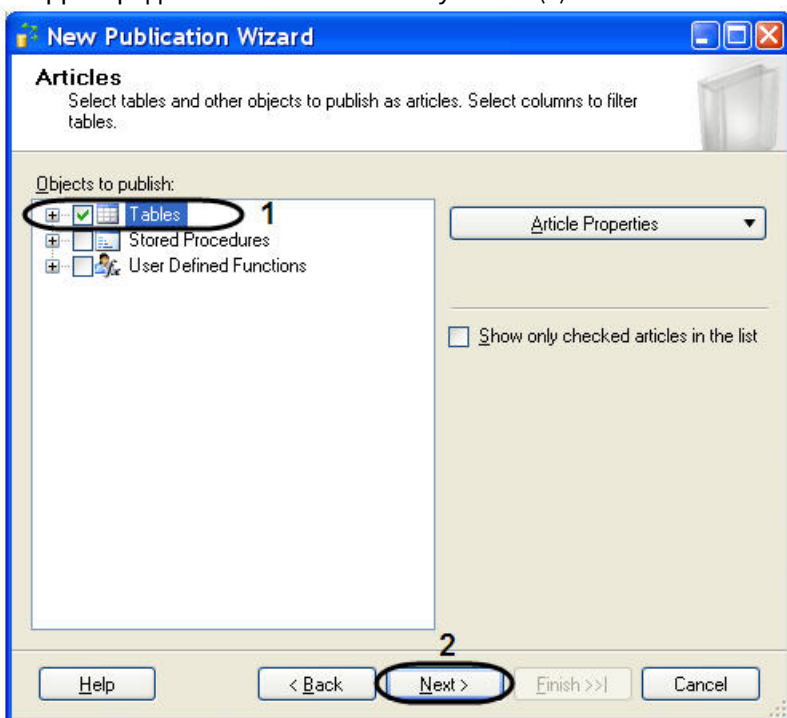 New Publication Wizard
Articles
Select tables and other objects to publish as articles. Select columns to filter
tables.
Objects to publish:
Tables 1
Stored Procedures
User Defined Functions
Article Properties
Show only checked articles in the list
2
Help < Back Next > Finish >>| Cancel